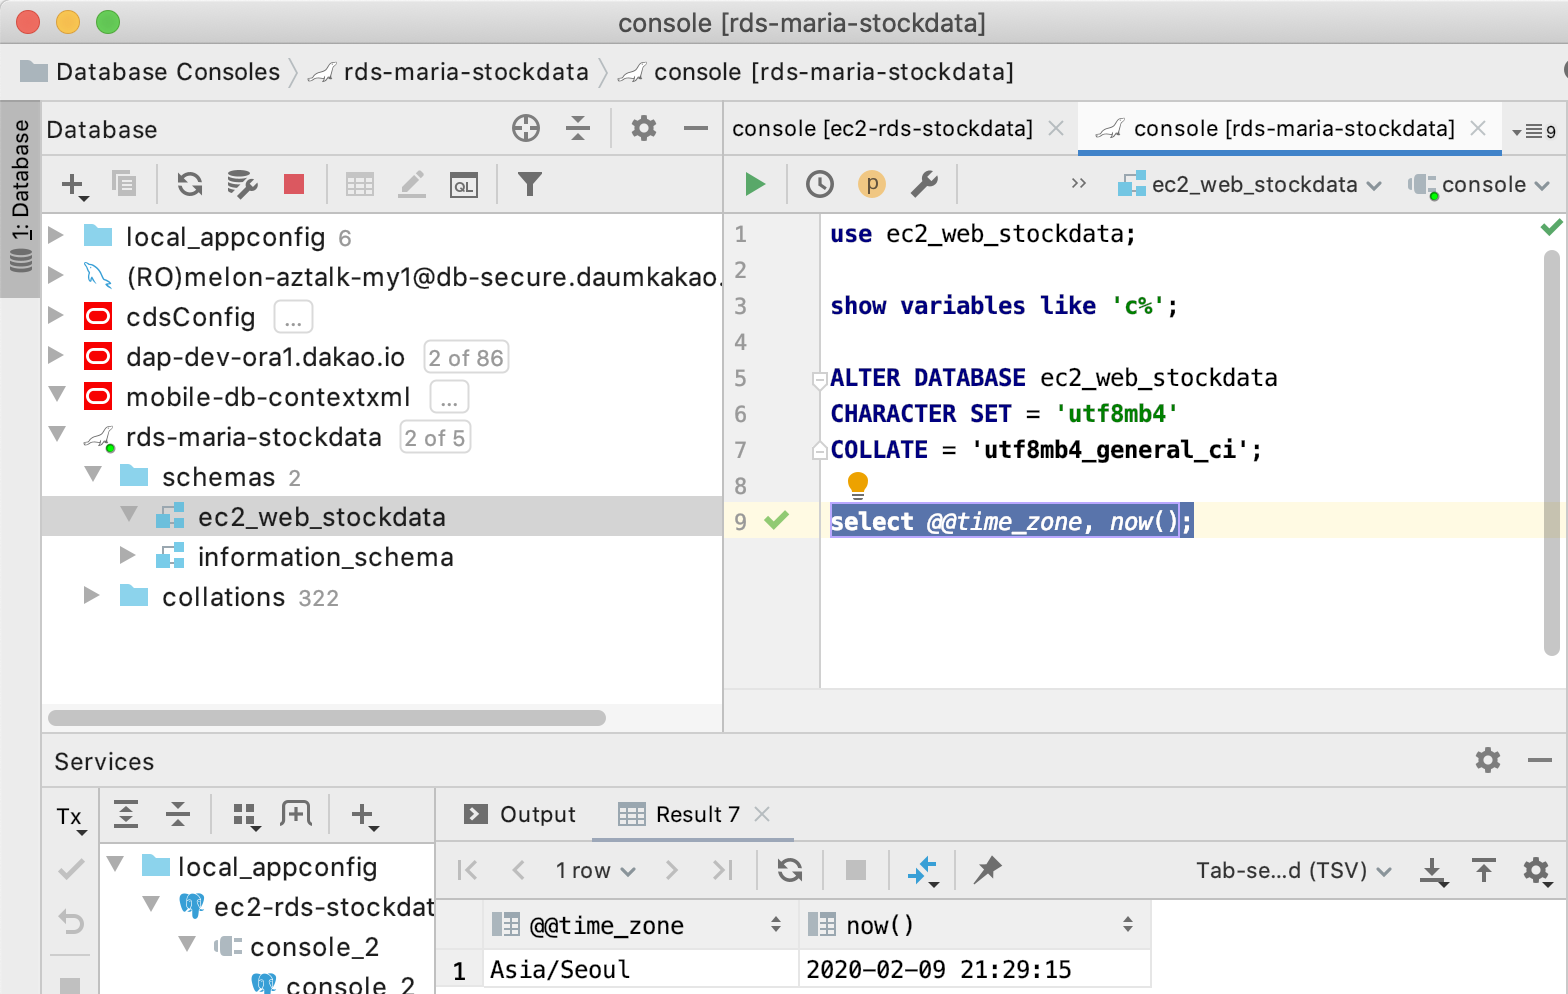 console [rds-maria-stockdata]
Database Consoles rds-maria-stockdata console [rds-maria-stockdata]
1: Database
Database
QL
local_appconfig 6
(RO)melon-aztalk-my1@db-secure.daumkakao.
cdsConfig ...
dap-dev-ora1.dakao.io 2 of 86
mobile-db-contextxml ...
rds-maria-stockdata 2 of 5
schemas 2
ec2_web_stockdata
information_schema
collations 322
console [ec2-rds-stockdata] console [rds-maria-stockdata] 9
p ec2_web_stockdata console
1 use ec2_web_stockdata;
2
3 show variables like 'c%';
4
5 ALTER DATABASE ec2_web_stockdata
6 CHARACTER SET = 'utf8mb4'
7 COLLATE = 'utf8mb4_general_ci';
8
9 select @@time_zone, now();
Services
Tx
local_appconfig
ec2-rds-stockdat
console_2
console_2
Output Result 7
1 row Tab-se...d (TSV)
@@time_zone now()
1 Asia/Seoul 2020-02-09 21:29:15